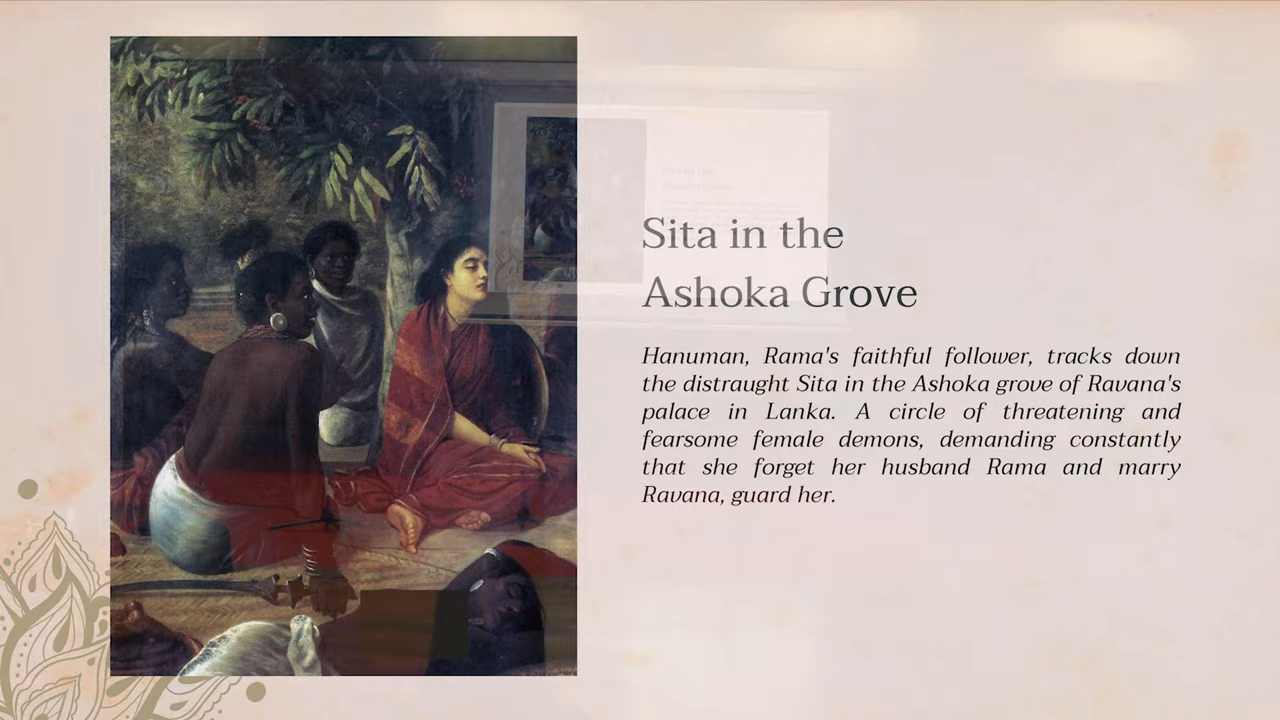 Sita in the
Ashoka Grove
Hanuman, Rama's faithful follower, tracks down
the distraught Sita in the Ashoka grove of Ravana's
palace in Lanka. A circle of threatening and
fearsome female demons, demanding constantly
that she forget her husband Rama and marry
Ravana, guard her.